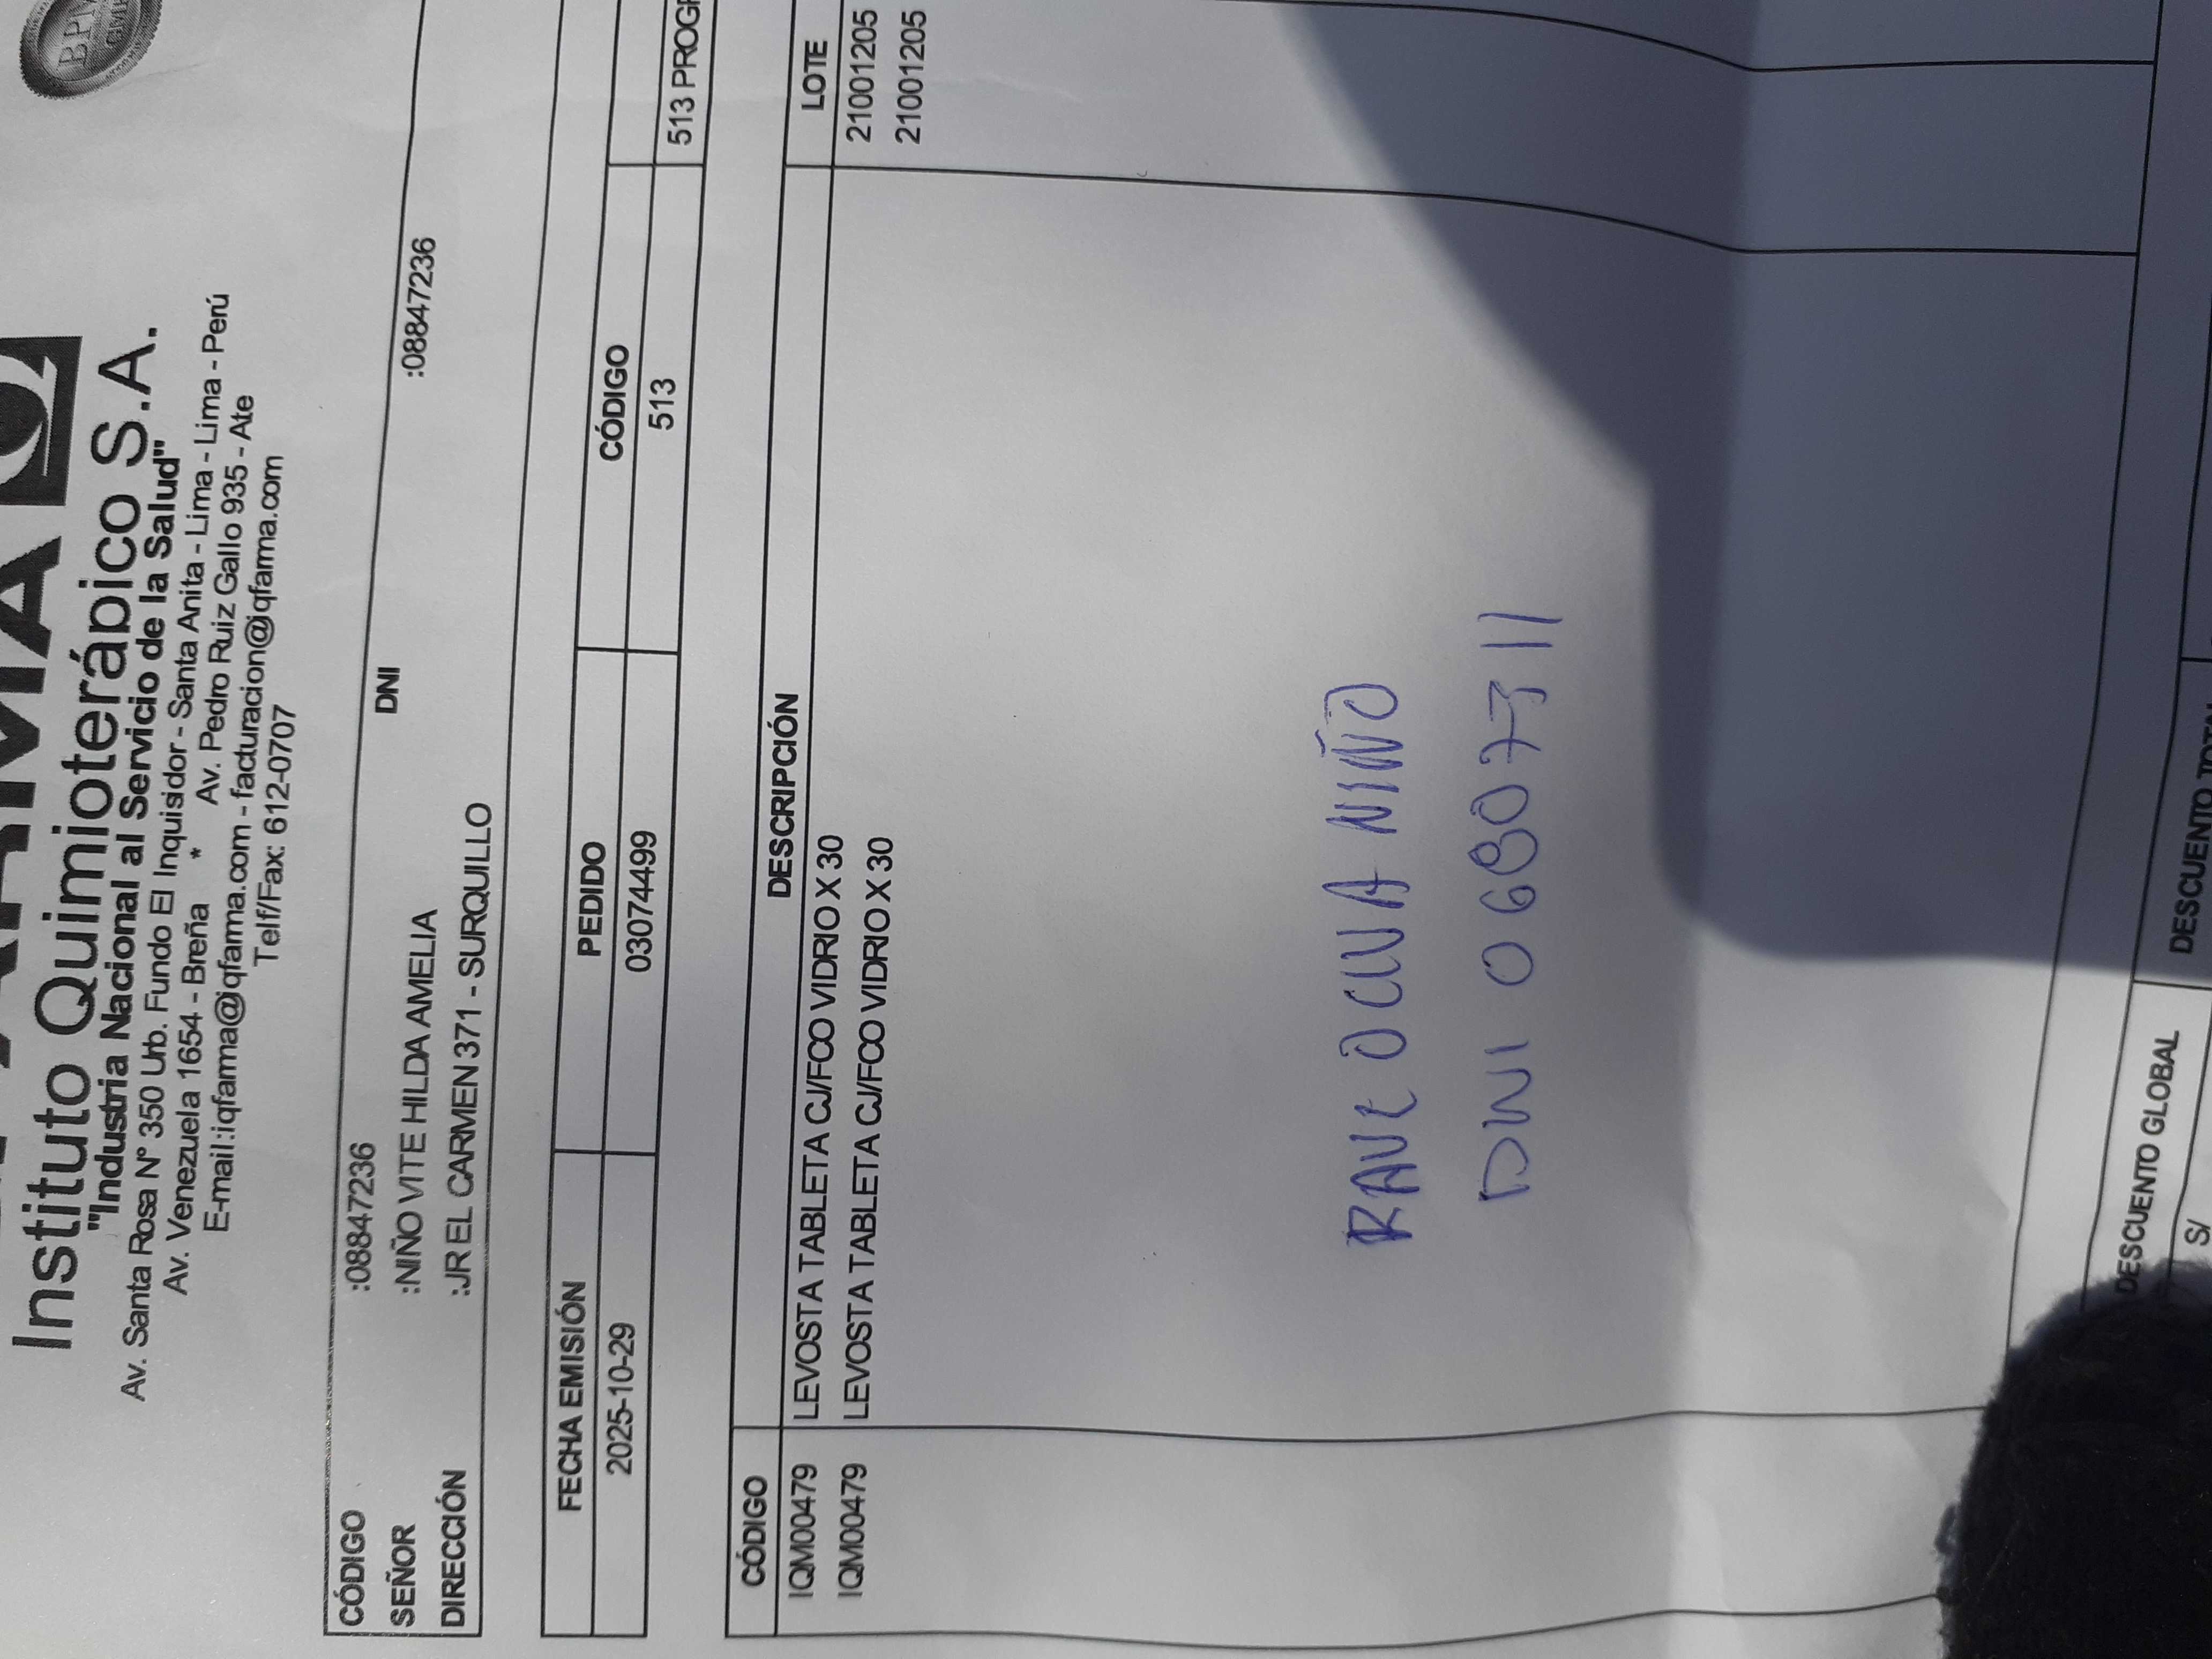 Instituto Quimioterápico S.A.
"Industria Nacional al Servicio de la Salud"
Av. Santa Rosa N° 350 Urb. Fundo El Inquisidor - Santa Anita - Lima - Lima - Perú
Av. Venezuela 1654 - Breña * Av. Pedro Ruiz Gallo 935 - Ate
E-mail:iqfarma@iqfarma.com - facturacion@iqfarma.com
Telf/Fax: 612-0707
CÓDIGO :08847236
SEÑOR :NIÑO VITE HILDA AMELIA DNI :08847236
DIRECCIÓN :JR EL CARMEN 371 - SURQUILLO
FECHA EMISIÓN PEDIDO CÓDIGO
2025-10-29 03074499 513 513 PROGR
CÓDIGO DESCRIPCIÓN LOTE
IQM00479 LEVOSTA TABLETA CJ/FCO VIDRIO X 30 21001205
IQM00479 LEVOSTA TABLETA CJ/FCO VIDRIO X 30 21001205
NIÑO
DNI 06807311
DESCUENTO GLOBAL DESCUENTO TOTAL
S/